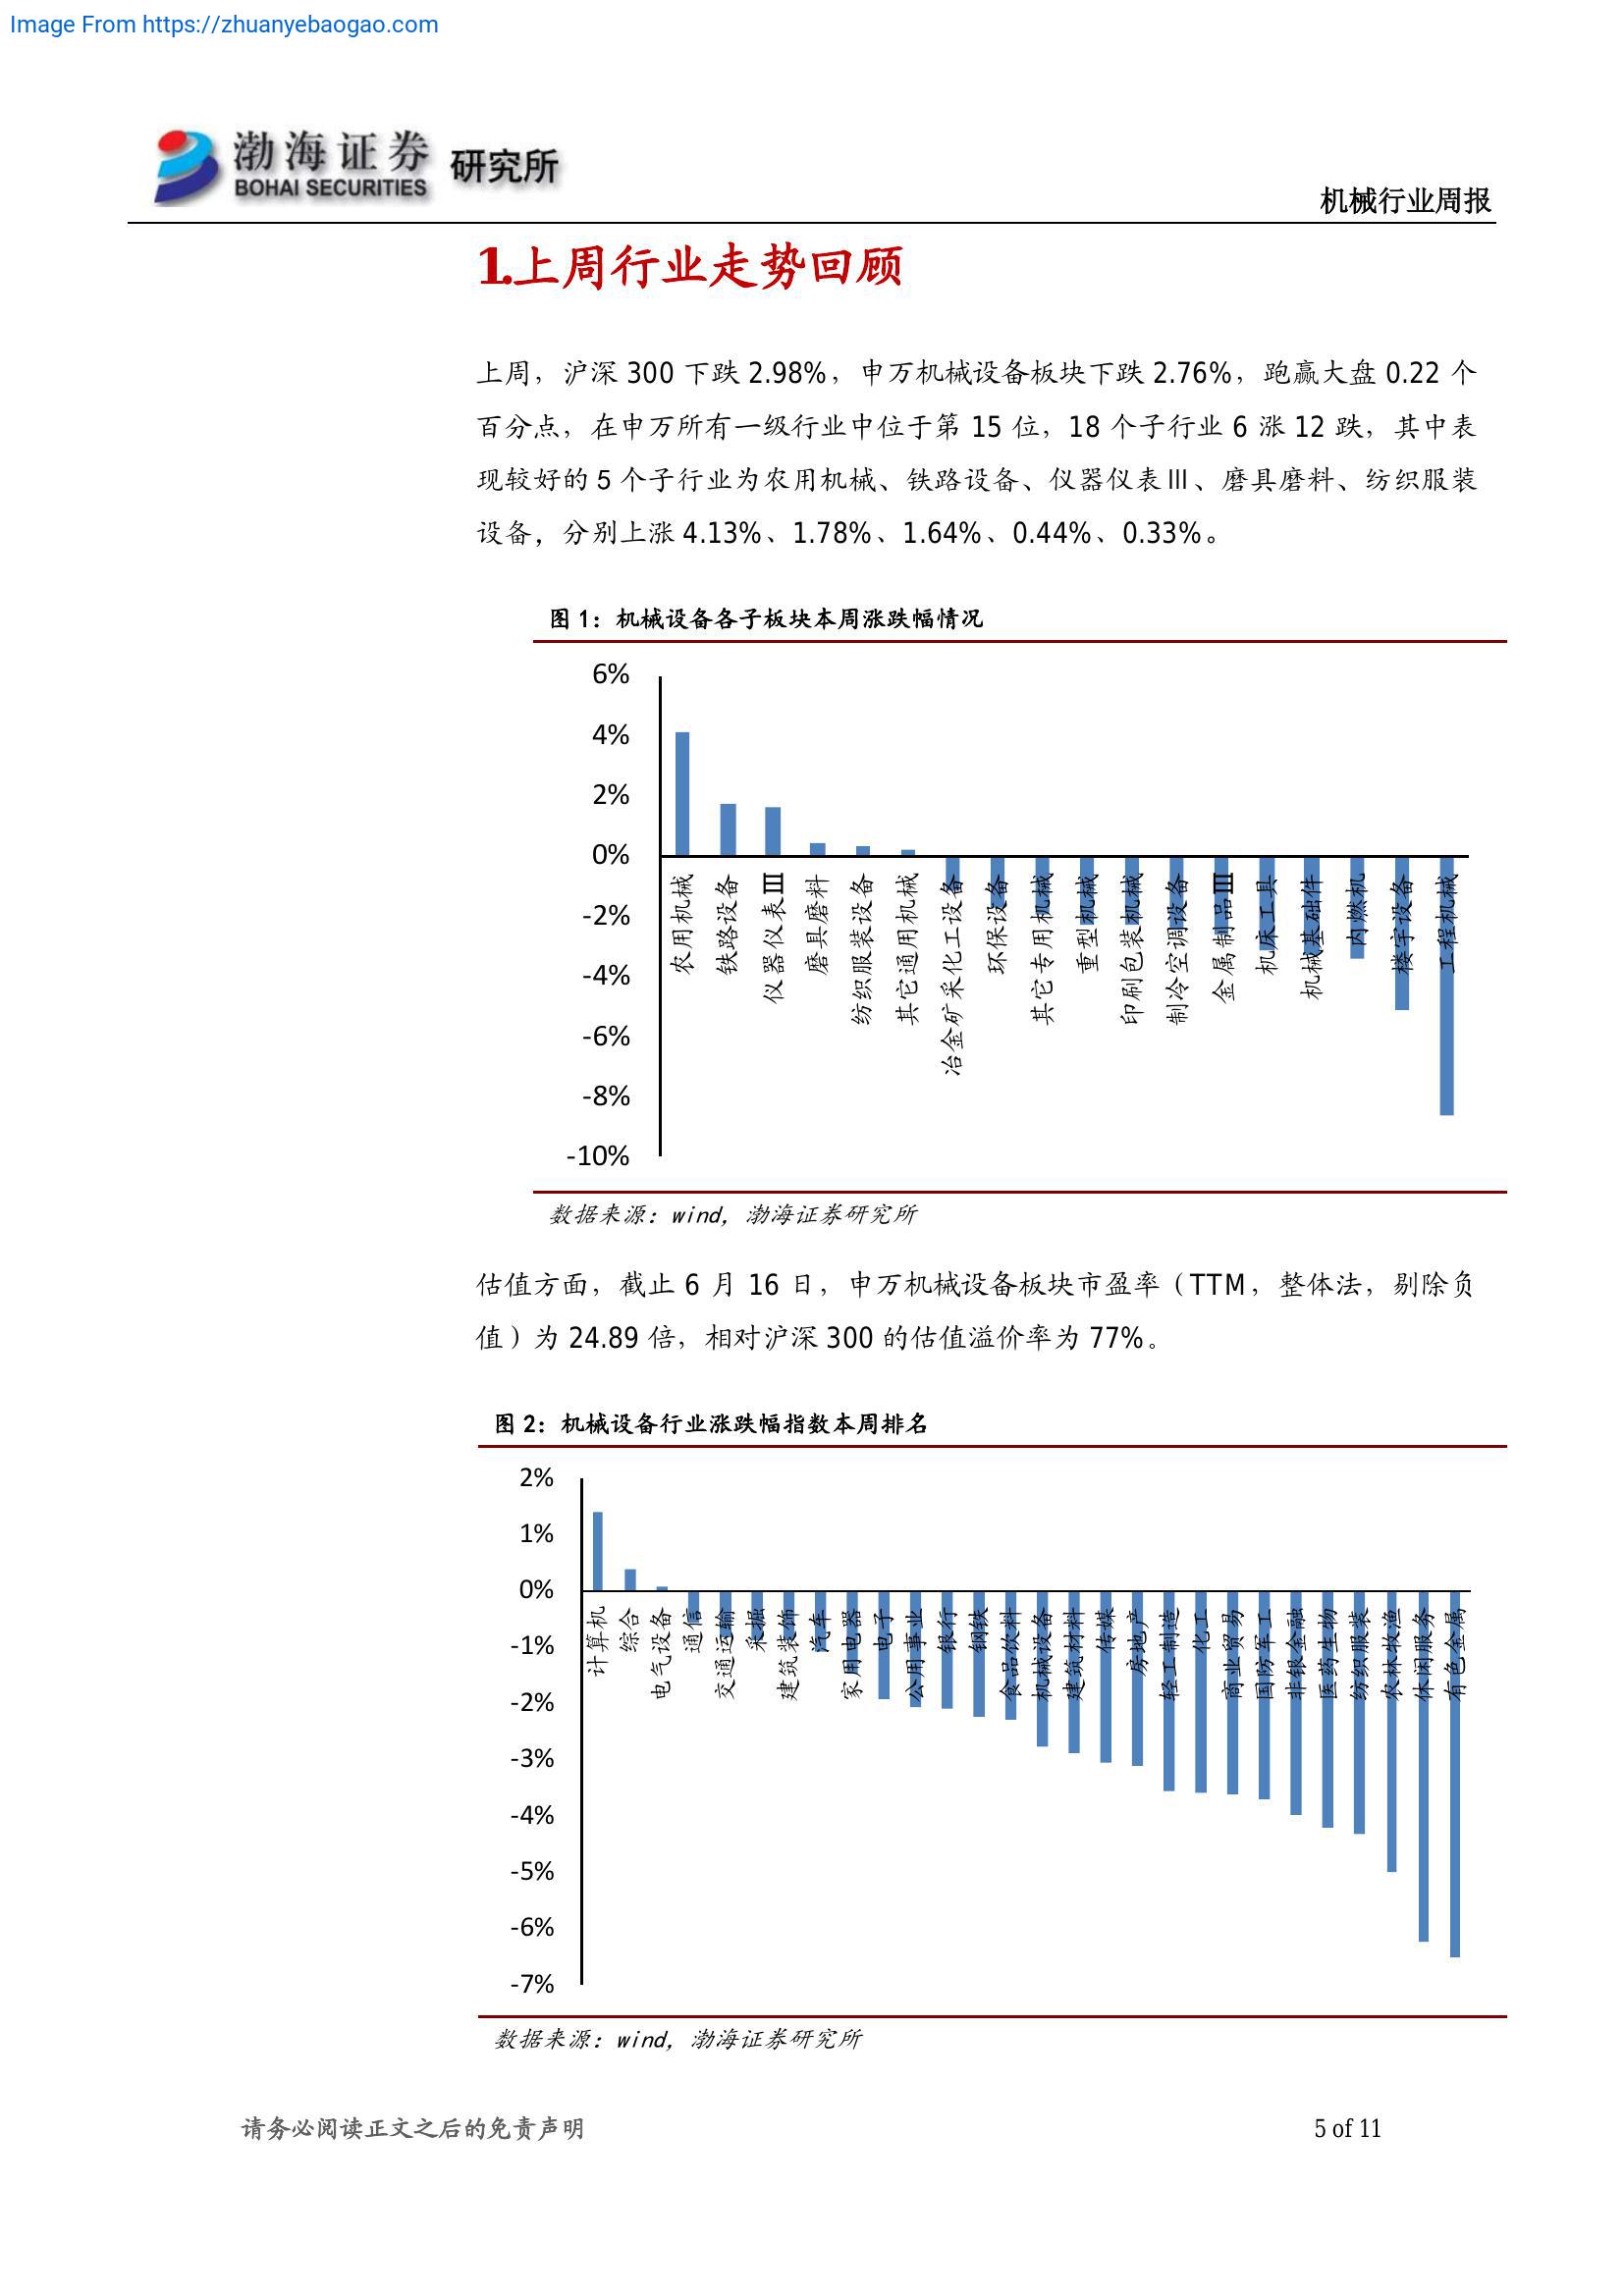 Image From https://zhuanyebaogao.com
渤海证券 研究所
BOHAI SECURITIES
机械行业周报
1.上周行业走势回顾
上周，沪深 300 下跌 2.98%，申万机械设备板块下跌 2.76%，跑赢大盘 0.22 个
百分点，在申万所有一级行业中位于第 15 位，18 个子行业 6 涨 12 跌，其中表
现较好的 5 个子行业为农用机械、铁路设备、仪器仪表Ⅲ、磨具磨料、纺织服装
设备，分别上涨 4.13%、1.78%、1.64%、0.44%、0.33%。
图 1：机械设备各子板块本周涨跌幅情况
6%
4%
2%
0%
-2%
-4%
-6%
-8%
-10%
农用机械
铁路设备
仪器仪表Ⅲ
磨具磨料
纺织服装设备
其它通用机械
冶金矿采化工设备
环保设备
其它专用机械
重型机械
印刷包装机械
制冷空调设备
金属制品Ⅲ
机床工具
机械基础件
内燃机
楼宇设备
工程机械
数据来源：wind，渤海证券研究所
估值方面，截止 6 月 16 日，申万机械设备板块市盈率（TTM，整体法，剔除负
值）为 24.89 倍，相对沪深 300 的估值溢价率为 77%。
图 2：机械设备行业涨跌幅指数本周排名
2%
1%
0%
-1%
-2%
-3%
-4%
-5%
-6%
-7%
计算机
综合
电气设备
通信
交通运输
采掘
建筑装饰
汽车
家用电器
电子
公用事业
银行
钢铁
食品饮料
机械设备
建筑材料
传媒
房地产
轻工制造
化工
商业贸易
国防军工
非银金融
医药生物
纺织服装
农林牧渔
休闲服务
有色金属
数据来源：wind，渤海证券研究所
请务必阅读正文之后的免责声明
5 of 11